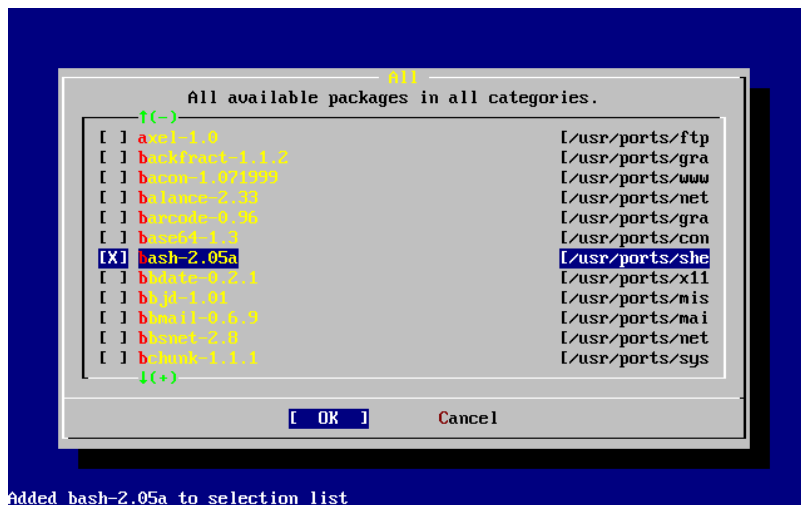 All
All available packages in all categories.
↑(-)
[ ] axel-1.0 [/usr/ports/ftp
[ ] backfract-1.1.2 [/usr/ports/gra
[ ] bacon-1.071999 [/usr/ports/www
[ ] balance-2.33 [/usr/ports/net
[ ] barcode-0.96 [/usr/ports/gra
[ ] base64-1.3 [/usr/ports/con
[X] bash-2.05a [/usr/ports/she
[ ] bbdate-0.2.1 [/usr/ports/x11
[ ] bbjd-1.01 [/usr/ports/mis
[ ] bbmail-0.6.9 [/usr/ports/mai
[ ] bbsnet-2.8 [/usr/ports/net
[ ] bchunk-1.1.1 [/usr/ports/sys
↓(+)
[ OK ] Cancel
Added bash-2.05a to selection list